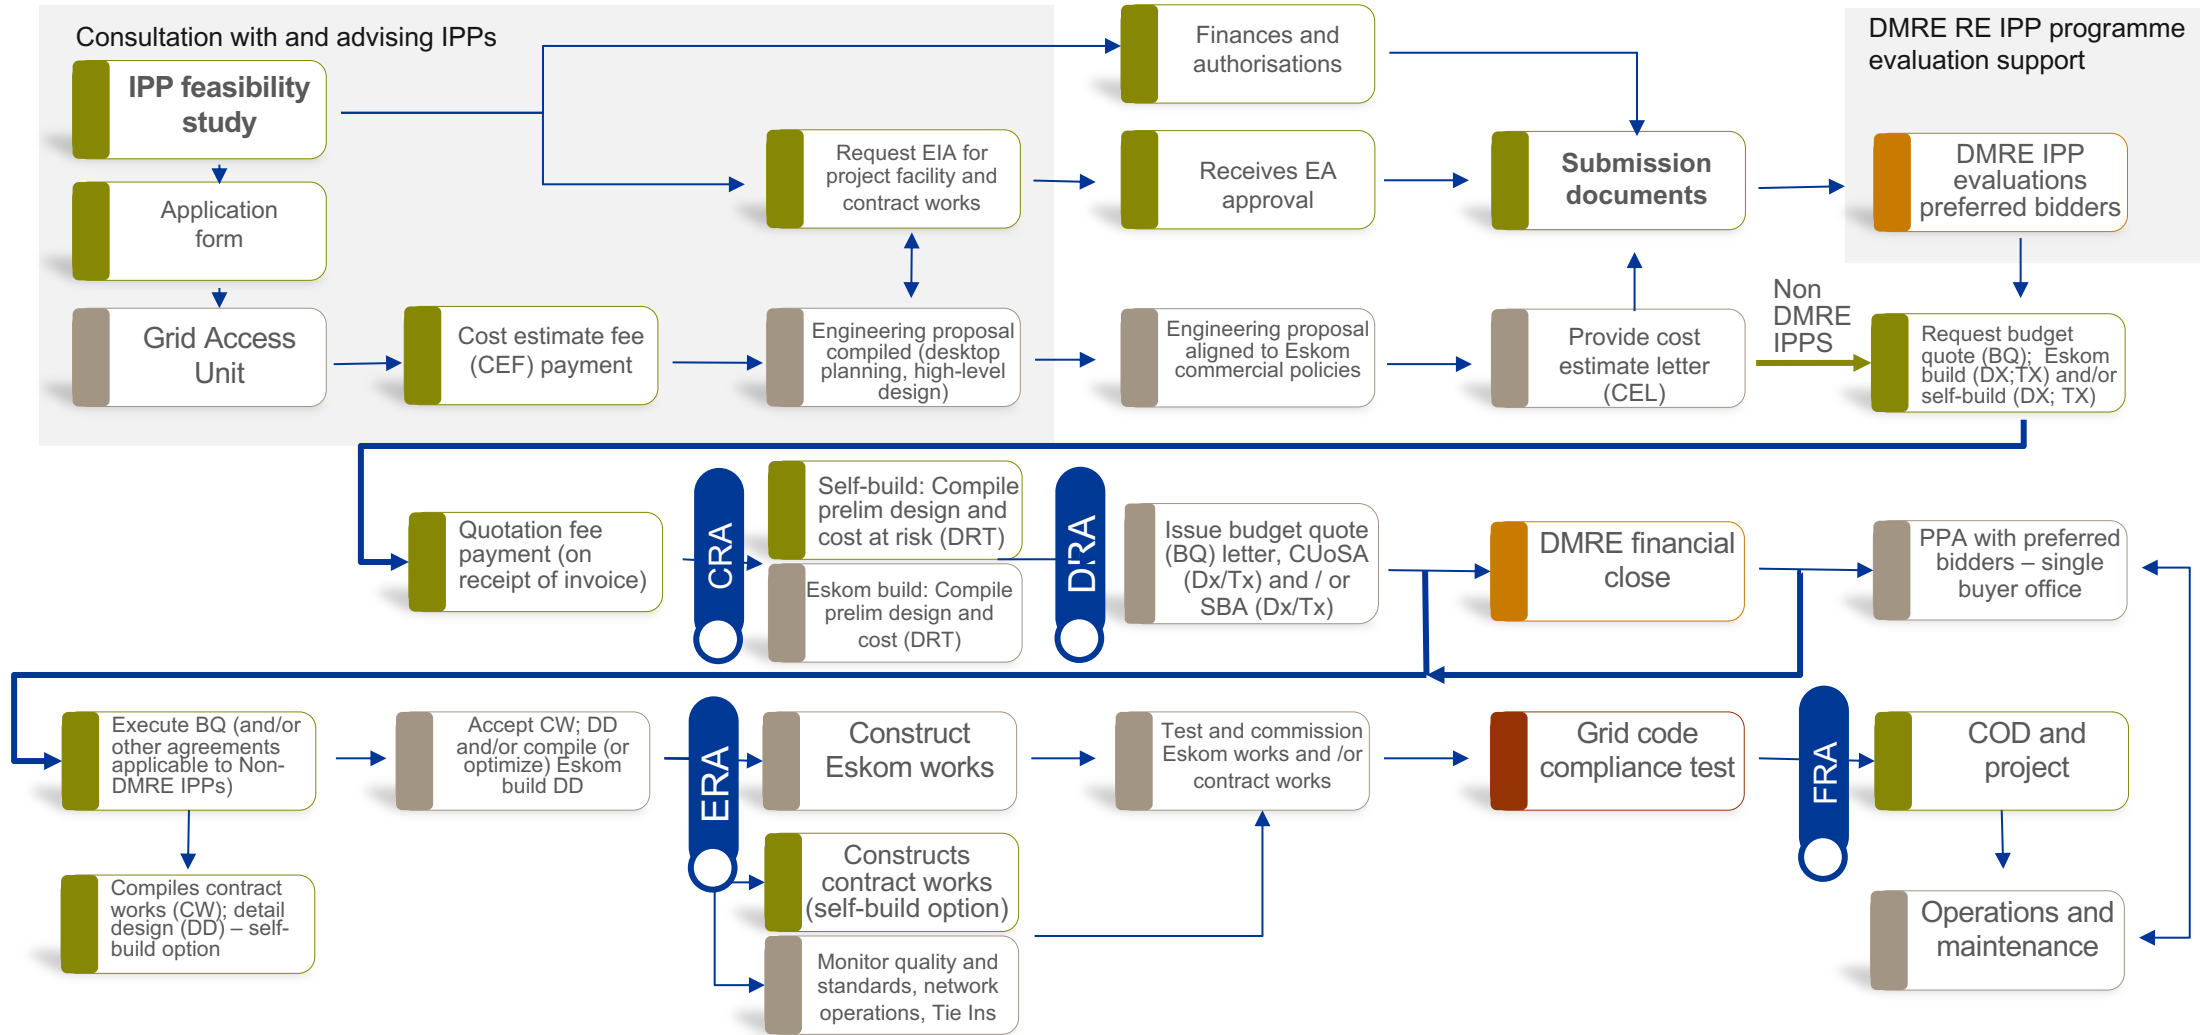 Consultation with and advising IPPs
IPP feasibility
study
Finances and
authorisations
DMRE RE IPP programme
evaluation support
Request EIA for
project facility and
contract works
Receives EA
approval
Submission
documents
DMRE IPP
evaluations
preferred bidders
Application
form
Grid Access
Unit
Cost estimate fee
(CEF) payment
Engineering proposal
compiled (desktop
planning, high-level
design)
Engineering proposal
aligned to Eskom
commercial policies
Provide cost
estimate letter
(CEL)
Non
DMRE
IPPS
Request budget
quote (BQ); Eskom
build (DX;TX) and/or
self-build (DX; TX)
Quotation fee
payment (on
receipt of invoice)
CRA
Self-build: Compile
prelim design and
cost at risk (DRT)
Eskom build: Compile
prelim design and
cost (DRT)
DRA
Issue budget quote
(BQ) letter, CUoSA
(Dx/Tx) and / or
SBA (Dx/Tx)
DMRE financial
close
PPA with preferred
bidders – single
buyer office
Execute BQ (and/or
other agreements
applicable to Non-
DMRE IPPs)
Accept CW; DD
and/or compile (or
optimize) Eskom
build DD
ERA
Construct
Eskom works
Test and commission
Eskom works and /or
contract works
Grid code
compliance test
FRA
COD and
project
Compiles contract
works (CW); detail
design (DD) – self-
build option
Constructs
contract works
(self-build option)
Monitor quality and
standards, network
operations, Tie Ins
Operations and
maintenance